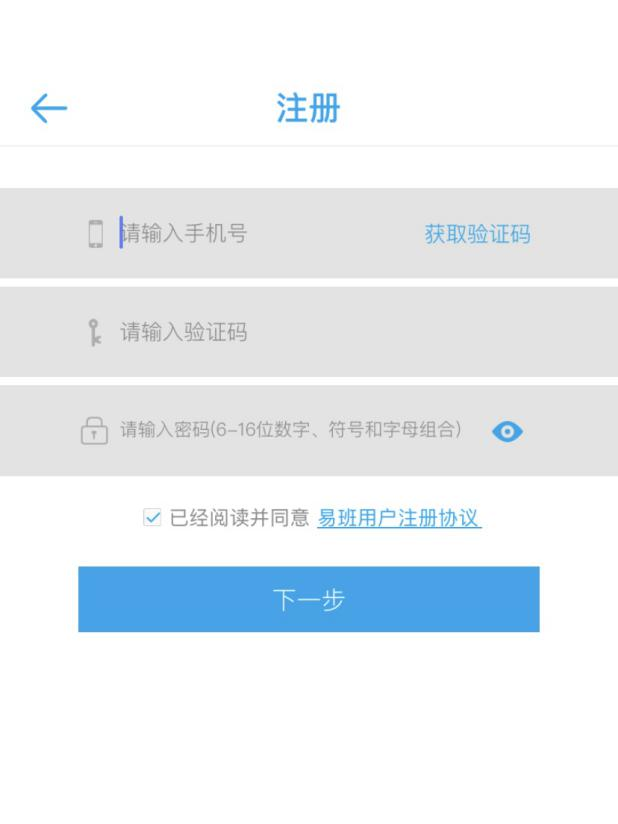 注册
请输入手机号 获取验证码
请输入验证码
请输入密码(6-16位数字、符号和字母组合)
已经阅读并同意 易班用户注册协议
下一步